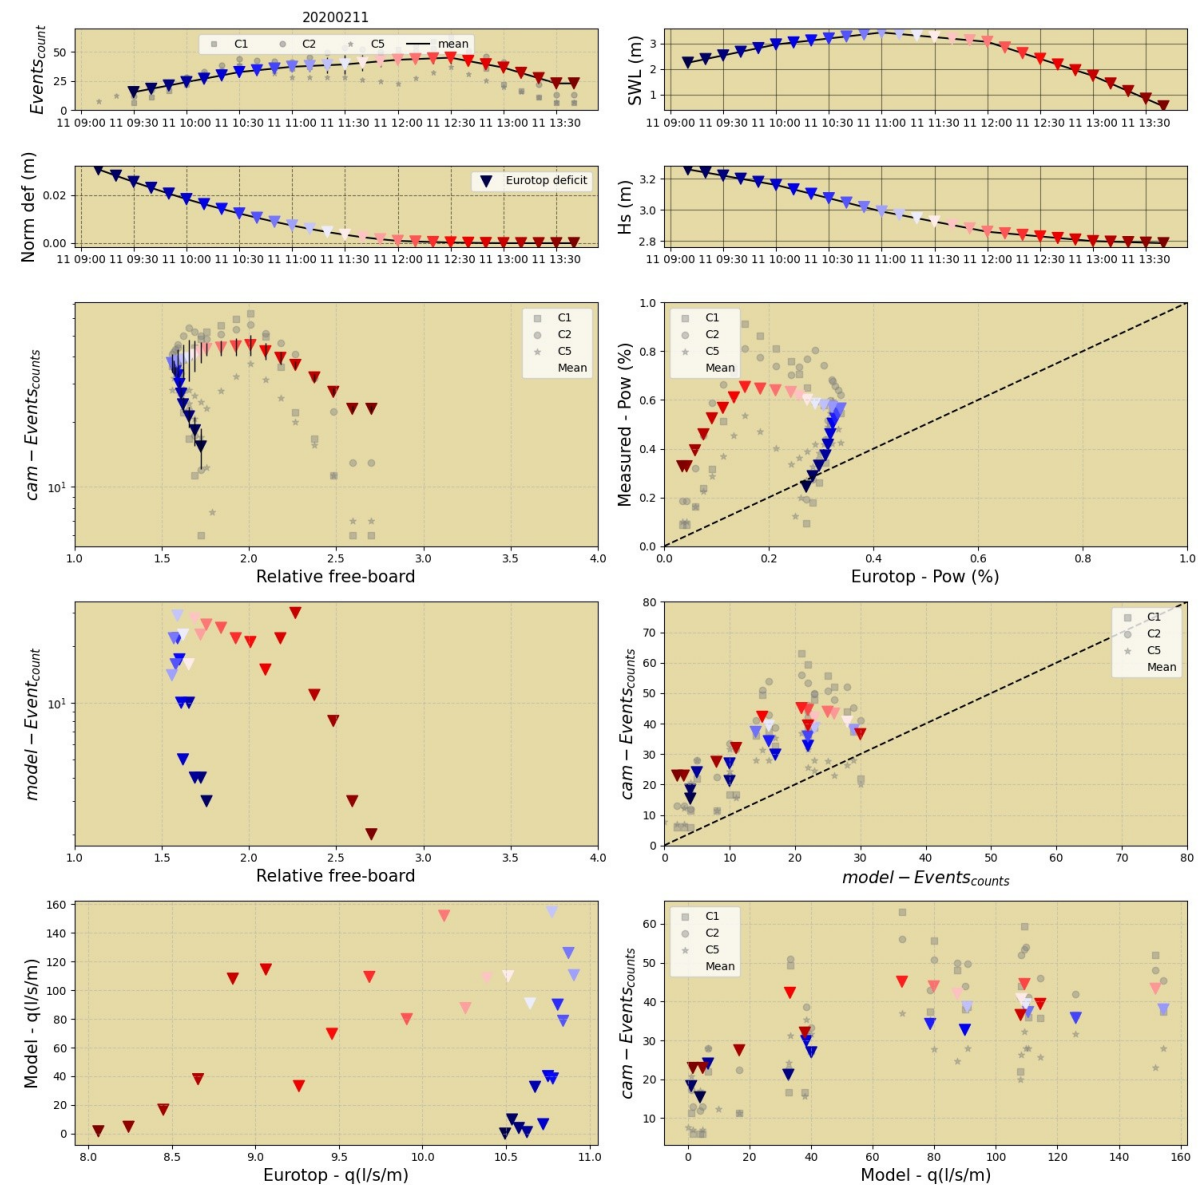 20200211
Events_count
50
25
0
C1 C2 C5 mean
11 09:00 11 09:30 11 10:00 11 10:30 11 11:00 11 11:30 11 12:00 11 12:30 11 13:00 11 13:30
SWL (m)
3
2
1
11 09:00 11 09:30 11 10:00 11 10:30 11 11:00 11 11:30 11 12:00 11 12:30 11 13:00 11 13:30
Norm def (m)
0.02
0.00
Eurotop deficit
11 09:00 11 09:30 11 10:00 11 10:30 11 11:00 11 11:30 11 12:00 11 12:30 11 13:00 11 13:30
Hs (m)
3.2
3.0
2.8
11 09:00 11 09:30 11 10:00 11 10:30 11 11:00 11 11:30 11 12:00 11 12:30 11 13:00 11 13:30
cam − Events_counts
10^1
C1
C2
C5
Mean
1.0 1.5 2.0 2.5 3.0 3.5 4.0
Relative free-board
Measured - Pow (%)
1.0
0.8
0.6
0.4
0.2
0.0
C1
C2
C5
Mean
0.0 0.2 0.4 0.6 0.8 1.0
Eurotop - Pow (%)
model − Event_count
10^1
1.0 1.5 2.0 2.5 3.0 3.5 4.0
Relative free-board
cam − Events_counts
80
70
60
50
40
30
20
10
0
C1
C2
C5
Mean
0 10 20 30 40 50 60 70 80
model − Events_counts
Model - q(l/s/m)
160
140
120
100
80
60
40
20
0
8.0 8.5 9.0 9.5 10.0 10.5 11.0
Eurotop - q(l/s/m)
cam − Events_counts
60
50
40
30
20
10
C1
C2
C5
Mean
0 20 40 60 80 100 120 140 160
Model - q(l/s/m)